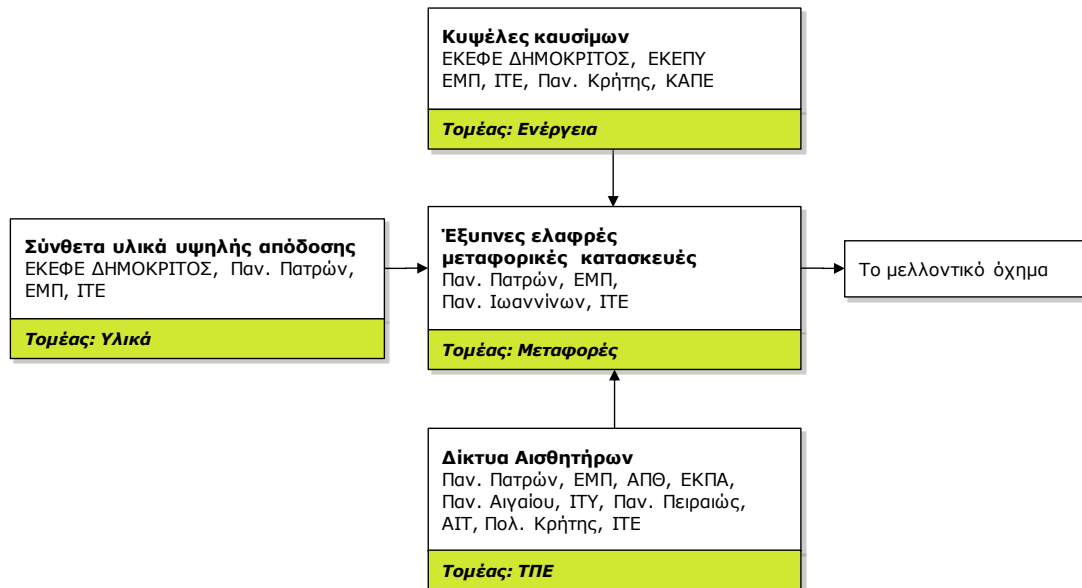 Κυψέλες καυσίμων
ΕΚΕΦΕ ΔΗΜΟΚΡΙΤΟΣ, ΕΚΕΠΥ
ΕΜΠ, ΙΤΕ, Παν. Κρήτης, ΚΑΠΕ
Τομέας: Ενέργεια
Σύνθετα υλικά υψηλής απόδοσης
ΕΚΕΦΕ ΔΗΜΟΚΡΙΤΟΣ, Παν. Πατρών,
ΕΜΠ, ΙΤΕ
Τομέας: Υλικά
Έξυπνες ελαφρές
μεταφορικές κατασκευές
Παν. Πατρών, ΕΜΠ,
Παν. Ιωαννίνων, ΙΤΕ
Τομέας: Μεταφορές
Το μελλοντικό όχημα
Δίκτυα Αισθητήρων
Παν. Πατρών, ΕΜΠ, ΑΠΘ, ΕΚΠΑ,
Παν. Αιγαίου, ΙΤΥ, Παν. Πειραιώς,
ΑΙΤ, Πολ. Κρήτης, ΙΤΕ
Τομέας: ΤΠΕ